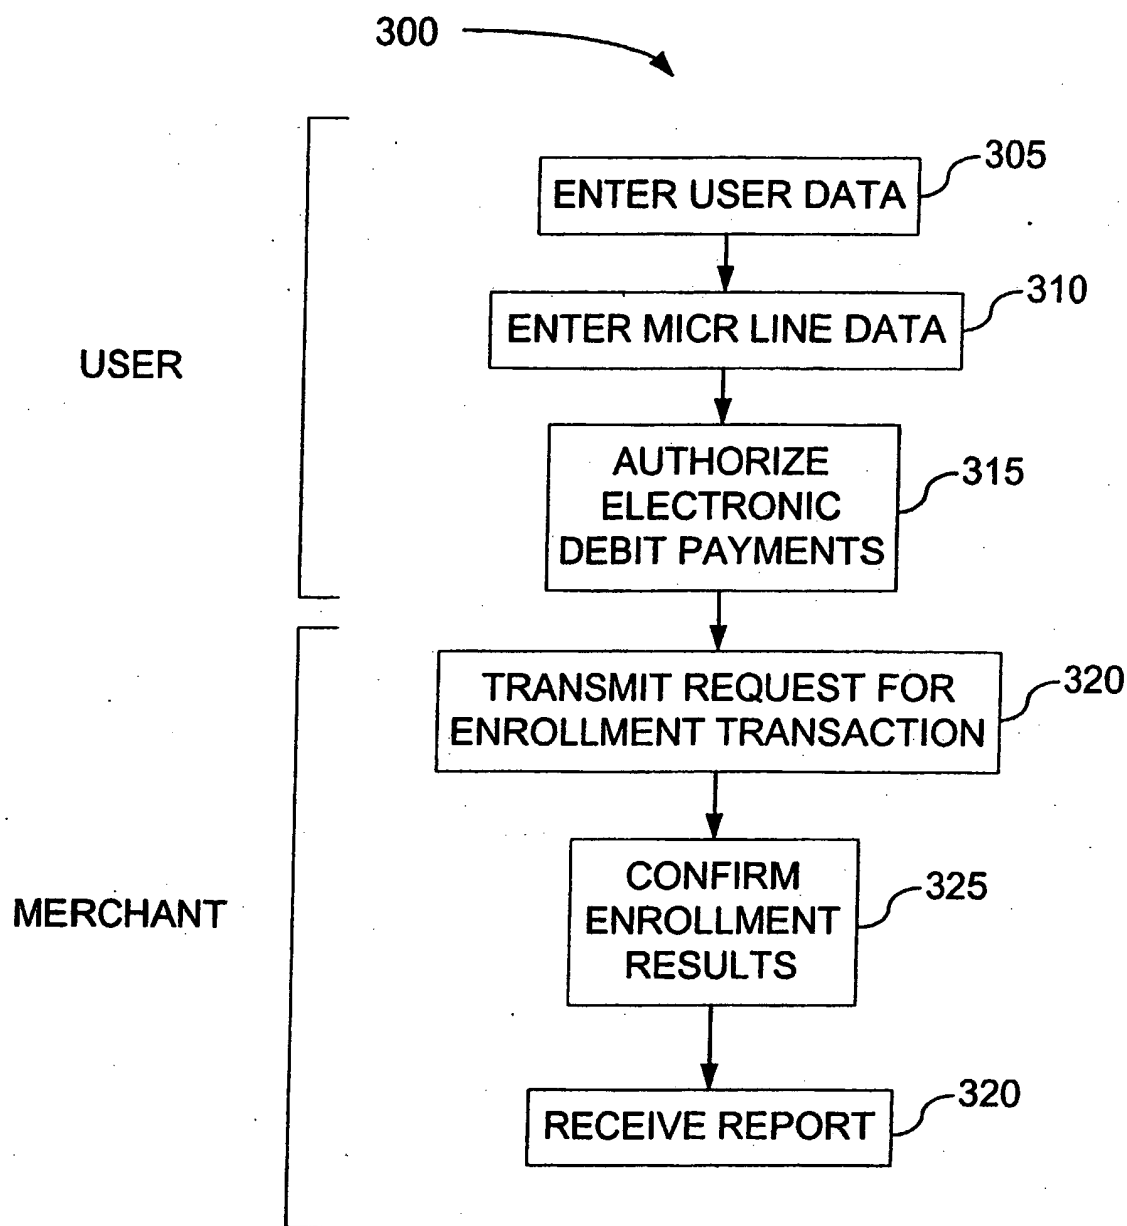 300
305
ENTER USER DATA
310
ENTER MICR LINE DATA
USER
AUTHORIZE
ELECTRONIC
DEBIT PAYMENTS
315
TRANSMIT REQUEST FOR
ENROLLMENT TRANSACTION
320
CONFIRM
ENROLLMENT
RESULTS
325
MERCHANT
RECEIVE REPORT
320